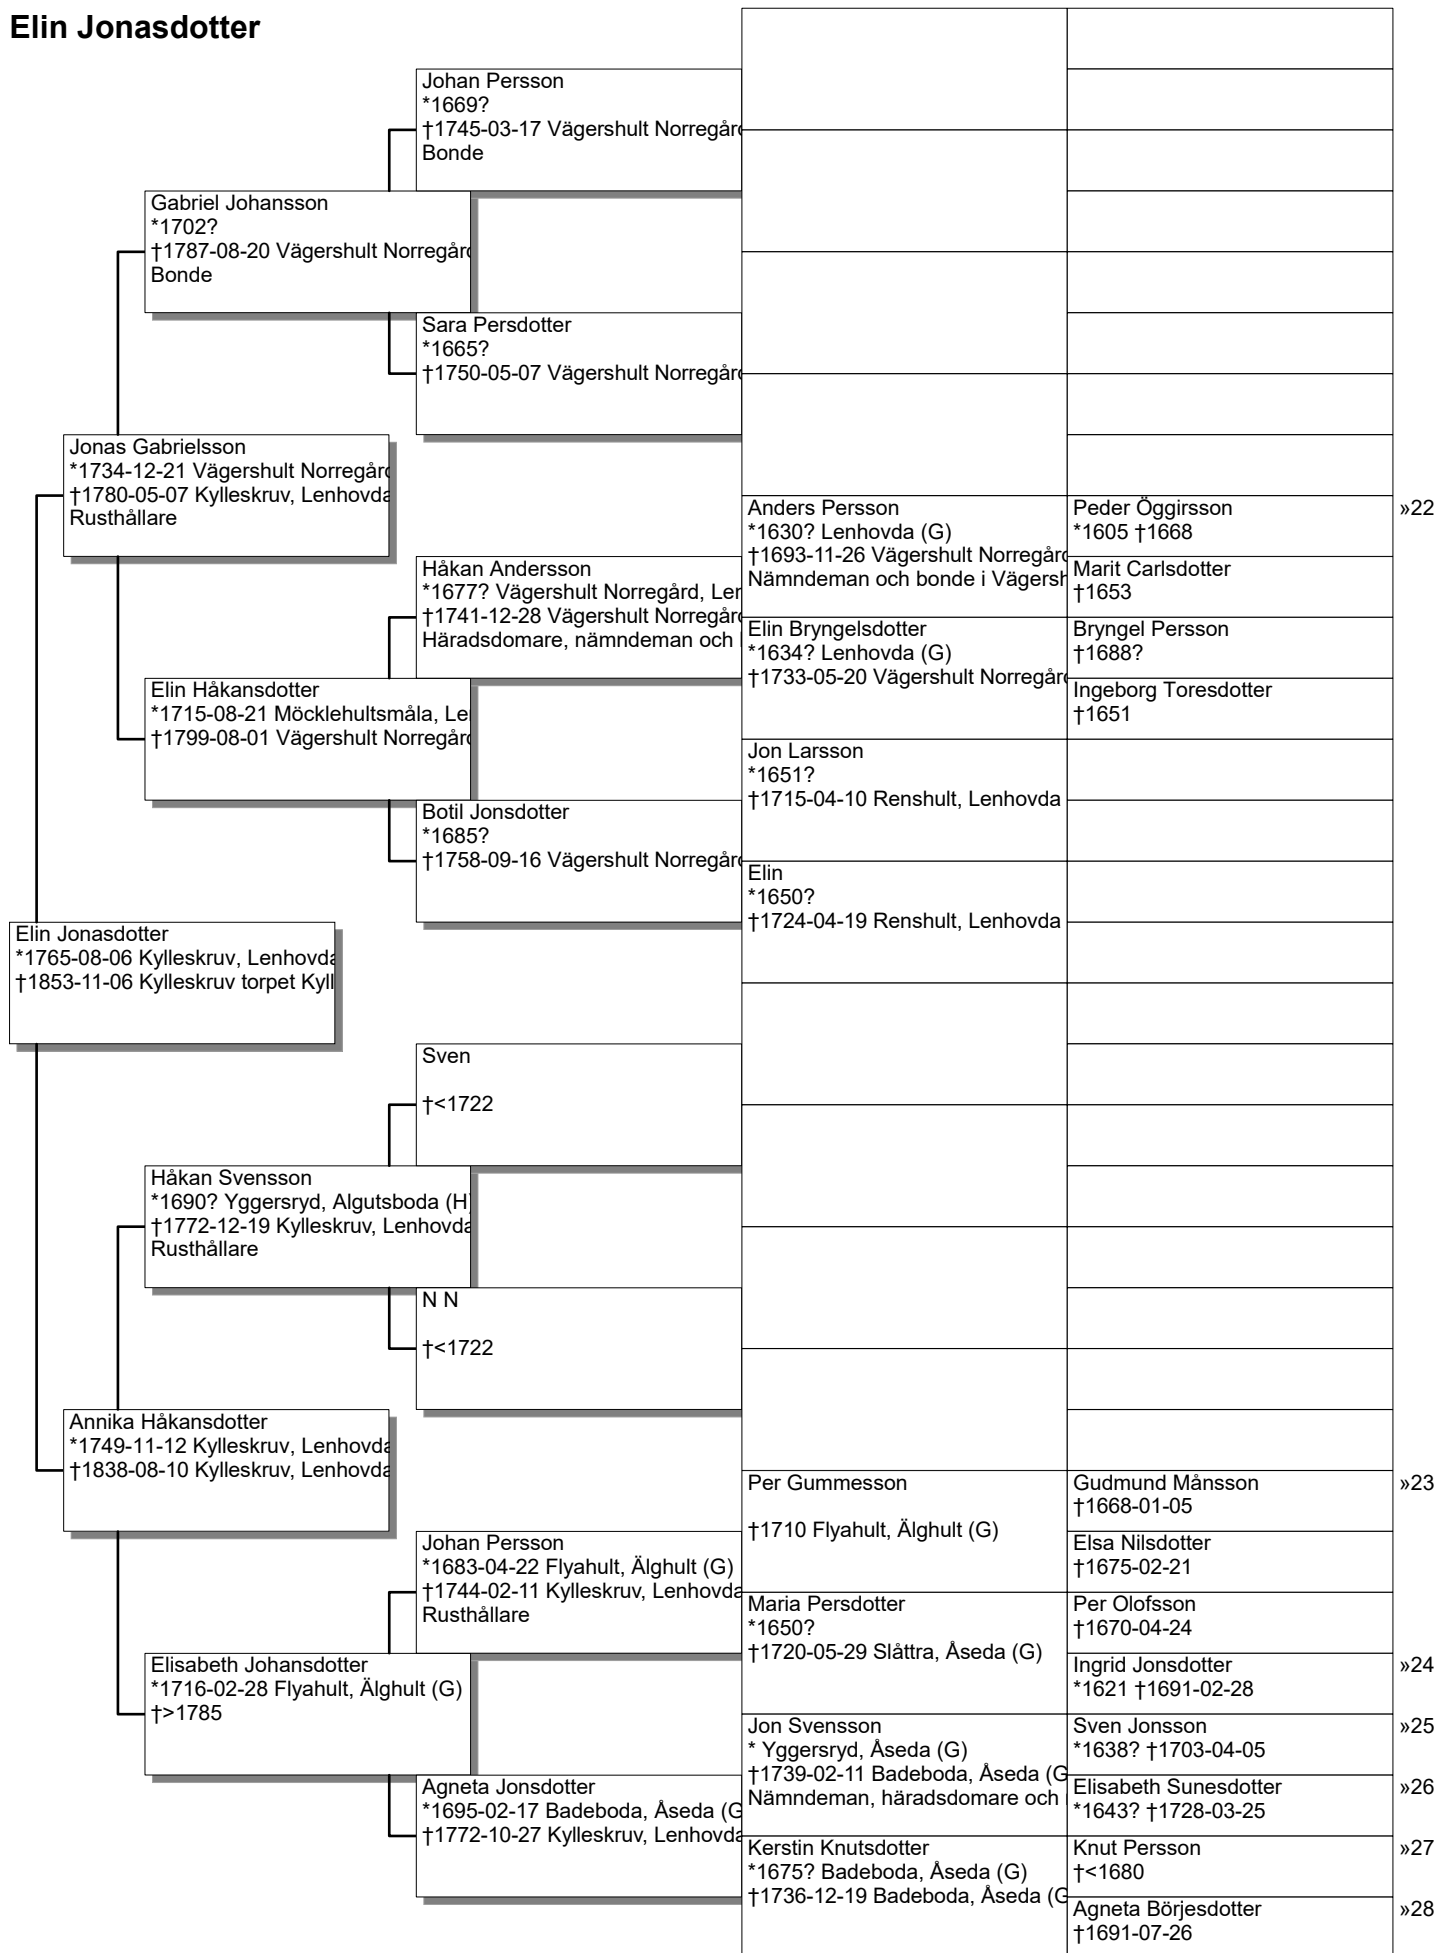 Elin Jonasdotter
Johan Persson
*1669?
†1745-03-17 Vägershult Norregård
Bonde
Gabriel Johansson
*1702?
†1787-08-20 Vägershult Norregård
Bonde
Sara Persdotter
*1665?
†1750-05-07 Vägershult Norregård
Jonas Gabrielsson
*1734-12-21 Vägershult Norregård
†1780-05-07 Kylleskruv, Lenhovda
Rusthållare
Anders Persson
*1630? Lenhovda (G)
†1693-11-26 Vägershult Norregård
Nämndeman och bonde i Vägersh
Peder Öggirsson
*1605 †1668
»22
Marit Carlsdotter
†1653
Håkan Andersson
*1677? Vägershult Norregård, Len
†1741-12-28 Vägershult Norregård
Häradsdomare, nämndeman och
Elin Bryngelsdotter
*1634? Lenhovda (G)
†1733-05-20 Vägershult Norregård
Bryngel Persson
†1688?
Ingeborg Toresdotter
†1651
Elin Håkansdotter
*1715-08-21 Möcklehultsmåla, Le
†1799-08-01 Vägershult Norregård
Jon Larsson
*1651?
†1715-04-10 Renshult, Lenhovda
Botil Jonsdotter
*1685?
†1758-09-16 Vägershult Norregård
Elin
*1650?
†1724-04-19 Renshult, Lenhovda
Elin Jonasdotter
*1765-08-06 Kylleskruv, Lenhovda
†1853-11-06 Kylleskruv torpet Kyll
Sven
†<1722
Håkan Svensson
*1690? Yggersryd, Algutsboda (H)
†1772-12-19 Kylleskruv, Lenhovda
Rusthållare
N N
†<1722
Annika Håkansdotter
*1749-11-12 Kylleskruv, Lenhovda
†1838-08-10 Kylleskruv, Lenhovda
Per Gummesson
†1710 Flyahult, Älghult (G)
Gudmund Månsson
†1668-01-05
»23
Elsa Nilsdotter
†1675-02-21
Johan Persson
*1683-04-22 Flyahult, Älghult (G)
†1744-02-11 Kylleskruv, Lenhovda
Rusthållare
Maria Persdotter
*1650?
†1720-05-29 Slåttra, Åseda (G)
Per Olofsson
†1670-04-24
Ingrid Jonsdotter
*1621 †1691-02-28
»24
Elisabeth Johansdotter
*1716-02-28 Flyahult, Älghult (G)
†>1785
Jon Svensson
* Yggersryd, Åseda (G)
†1739-02-11 Badeboda, Åseda (G
Nämndeman, häradsdomare och
Sven Jonsson
*1638? †1703-04-05
»25
Elisabeth Sunesdotter
*1643? †1728-03-25
»26
Agneta Jonsdotter
*1695-02-17 Badeboda, Åseda (G
†1772-10-27 Kylleskruv, Lenhovda
Kerstin Knutsdotter
*1675? Badeboda, Åseda (G)
†1736-12-19 Badeboda, Åseda (G
Knut Persson
†<1680
»27
Agneta Börjesdotter
†1691-07-26
»28